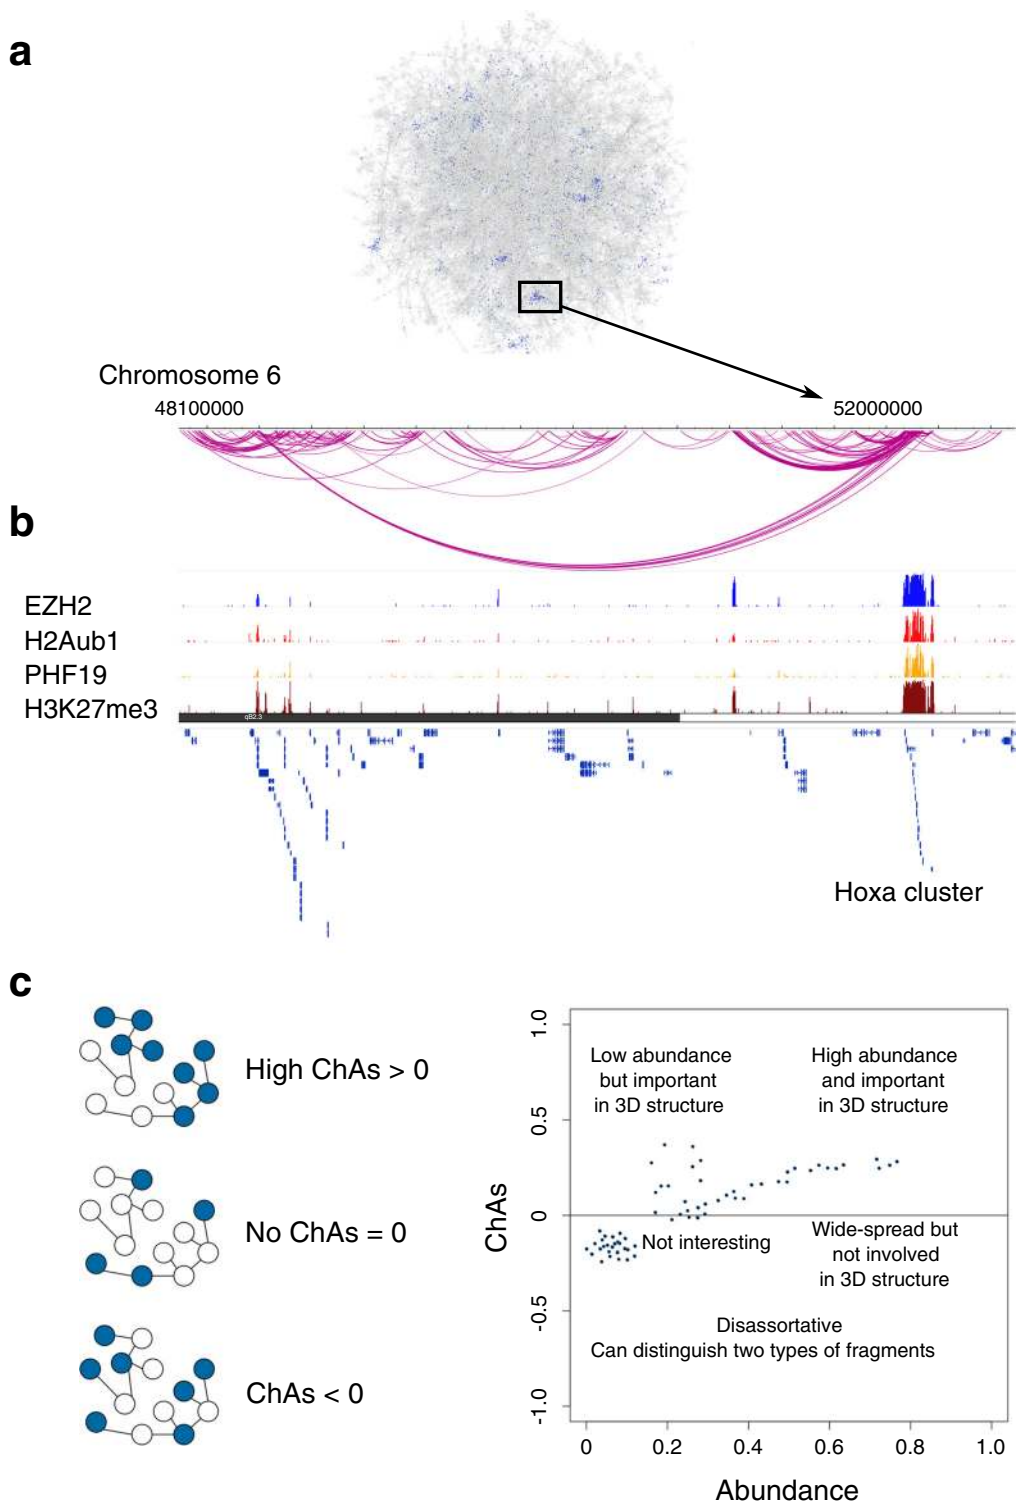 a
Chromosome 6
48100000
52000000
b
EZH2
H2Aub1
PHF19
H3K27me3
qB2.3
Hoxa cluster
c
High ChAs > 0
No ChAs = 0
ChAs < 0
ChAs
1.0
0.5
0
-0.5
-1.0
Low abundance
but important
in 3D structure
High abundance
and important
in 3D structure
Not interesting
Wide-spread but
not involved
in 3D structure
Disassortative
Can distinguish two types of fragments
0 0.2 0.4 0.6 0.8 1.0
Abundance